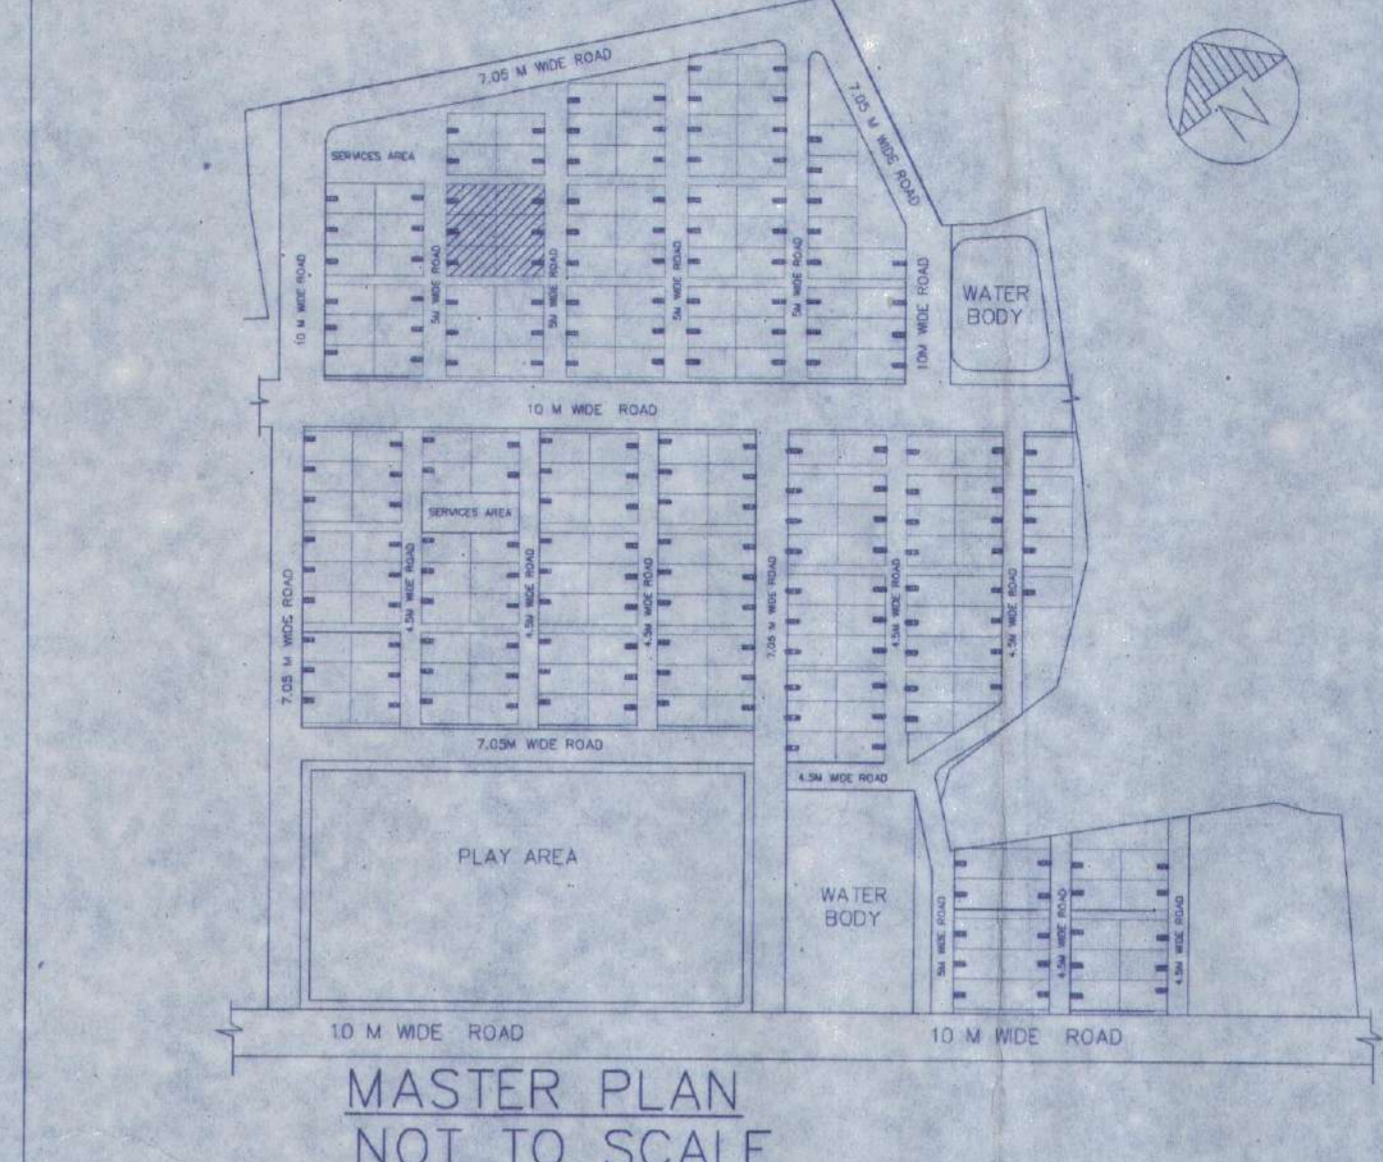 7.05 M WIDE ROAD
7.05 M WIDE ROAD
N
SERVICES AREA
10 M WIDE ROAD
5M WIDE ROAD
5M WIDE ROAD
5M WIDE ROAD
5M WIDE ROAD
10M WIDE ROAD
WATER
BODY
10 M WIDE ROAD
SERVICES AREA
7.05 M WIDE ROAD
4.5M WIDE ROAD
4.5M WIDE ROAD
4.5M WIDE ROAD
7.05 M WIDE ROAD
4.5M WIDE ROAD
4.5M WIDE ROAD
7.05M WIDE ROAD
4.5M WIDE ROAD
PLAY AREA
WATER
BODY
5M WIDE ROAD
4.5M WIDE ROAD
4.5M WIDE ROAD
10 M WIDE ROAD
10 M WIDE ROAD
MASTER PLAN
NOT TO SCALE